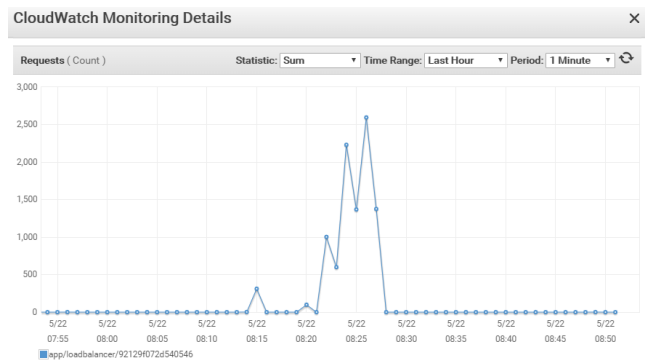 CloudWatch Monitoring Details ×
Requests ( Count ) Statistic: Sum Time Range: Last Hour Period: 1 Minute
3,000
2,500
2,000
1,500
1,000
500
0
5/22 5/22 5/22 5/22 5/22 5/22 5/22 5/22 5/22 5/22 5/22 5/22
07:55 08:00 08:05 08:10 08:15 08:20 08:25 08:30 08:35 08:40 08:45 08:50
app/loadbalancer/92129f072d540546